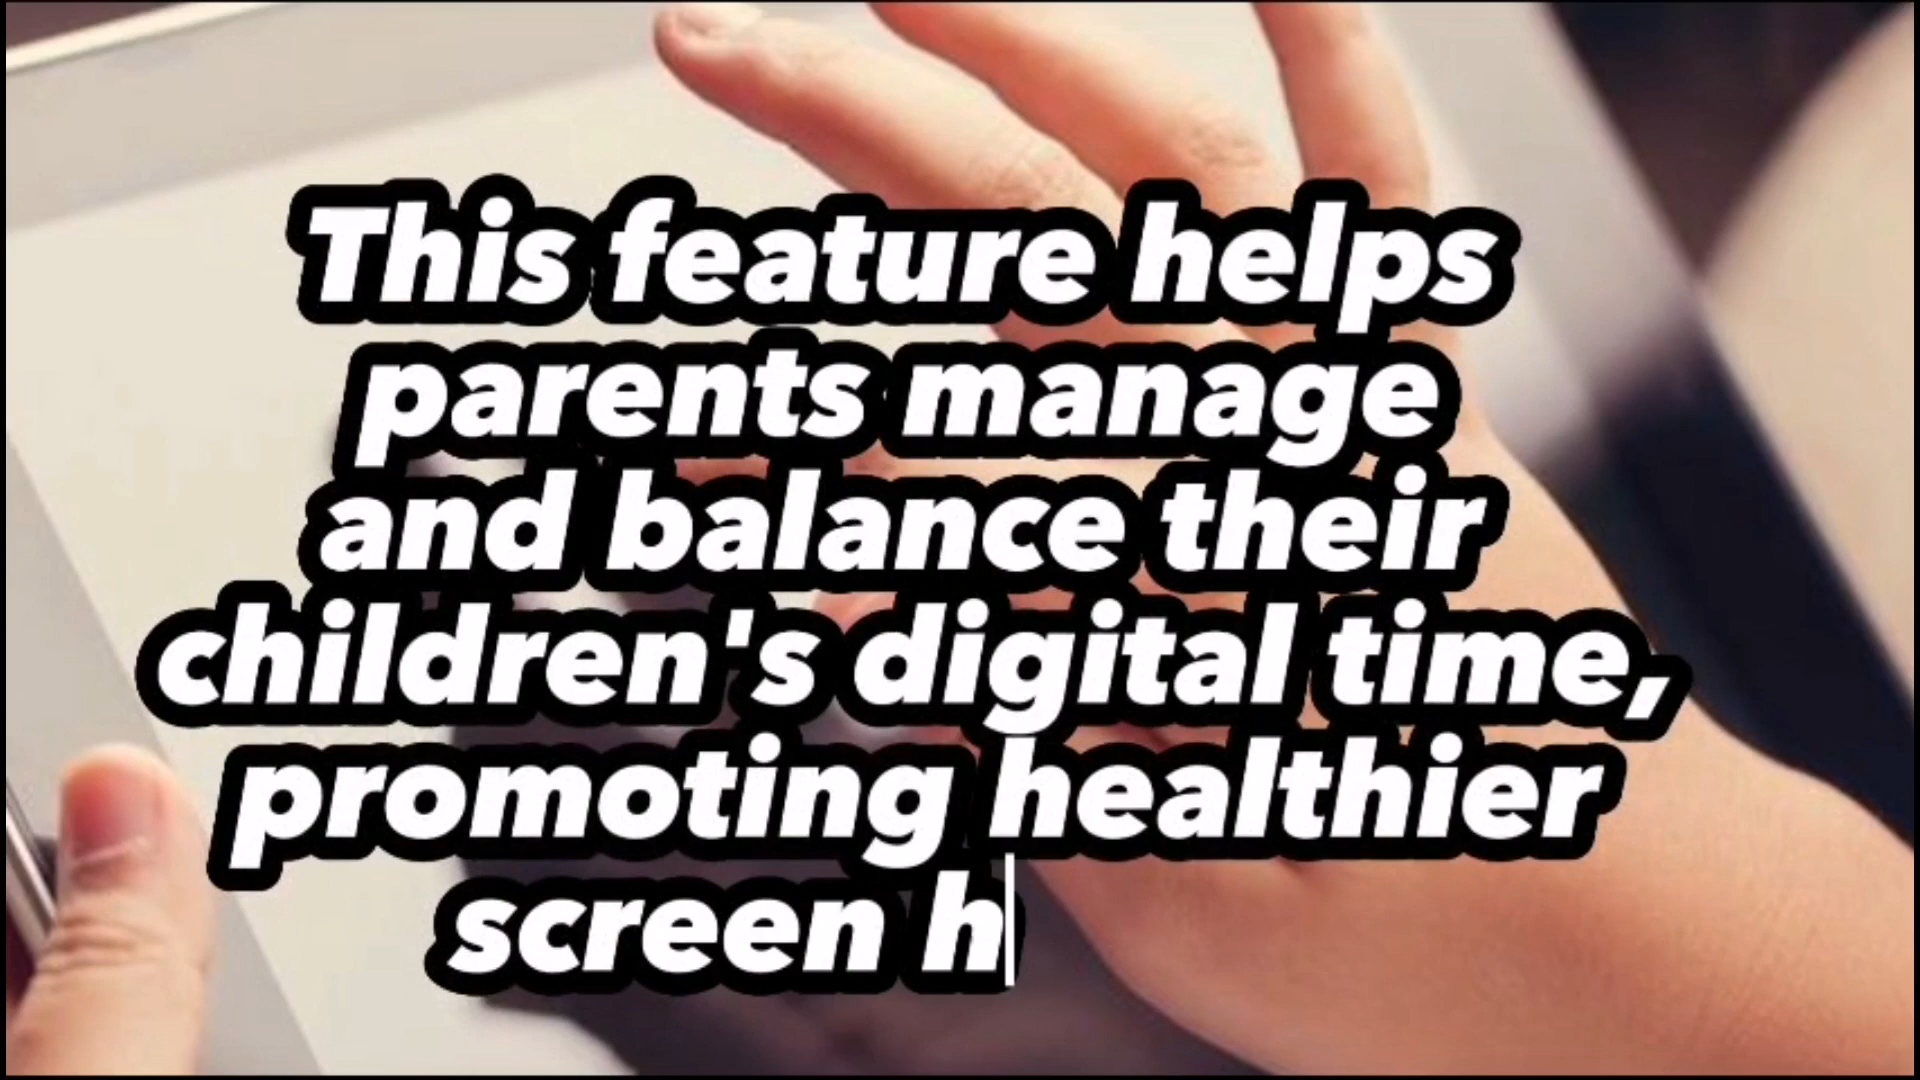 This feature helps
parents manage
and balance their
children's digital time,
promoting healthier
screen h